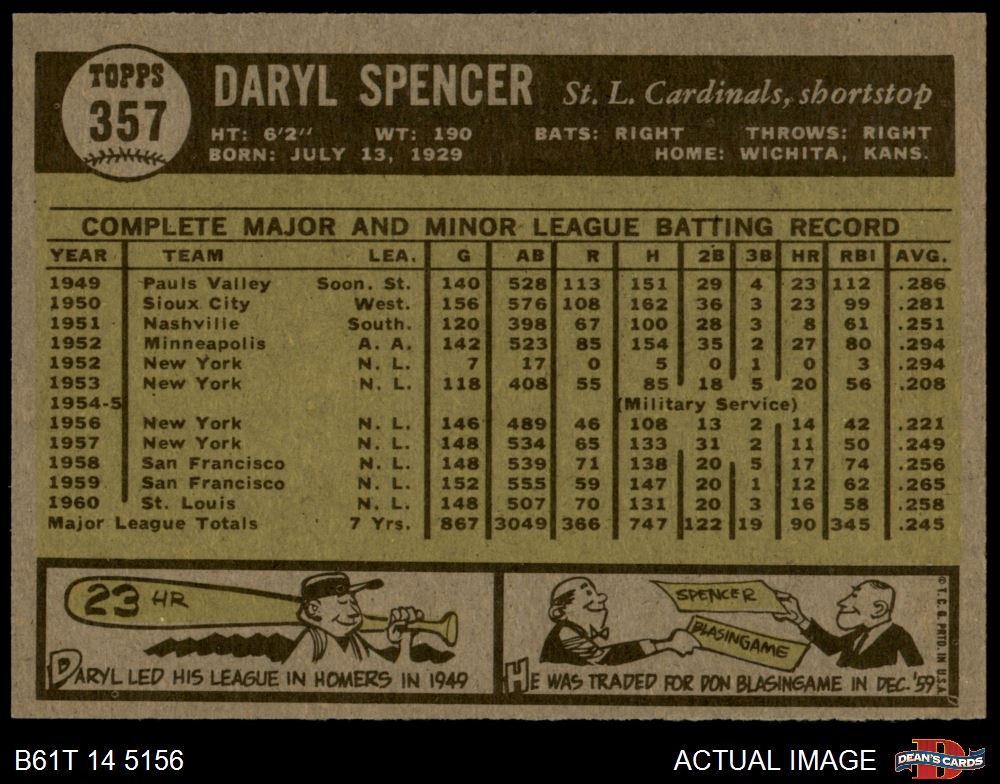 TOPPS
357
DARYL SPENCER St. L. Cardinals, shortstop
HT: 6'2" WT: 190 BATS: RIGHT THROWS: RIGHT
BORN: JULY 13, 1929 HOME: WICHITA, KANS.
COMPLETE MAJOR AND MINOR LEAGUE BATTING RECORD
YEAR TEAM LEA. G AB R H 2B 3B HR RBI AVG.
1949 Pauls Valley Soon. St. 140 528 113 151 29 4 23 112 .286
1950 Sioux City West. 156 576 108 162 36 3 23 99 .281
1951 Nashville South. 120 398 67 100 28 3 8 61 .251
1952 Minneapolis A. A. 142 523 85 154 35 2 27 80 .294
1952 New York N. L. 7 17 0 5 0 1 0 3 .294
1953 New York N. L. 118 408 55 85 18 5 20 56 .208
1954-5 (Military Service)
1956 New York N. L. 146 489 46 108 13 2 14 42 .221
1957 New York N. L. 148 534 65 133 31 2 11 50 .249
1958 San Francisco N. L. 148 539 71 138 20 5 17 74 .256
1959 San Francisco N. L. 152 555 59 147 20 1 12 62 .265
1960 St. Louis N. L. 148 507 70 131 20 3 16 58 .258
Major League Totals 7 Yrs. 867 3049 366 747 122 19 90 345 .245
23 HR
DARYL LED HIS LEAGUE IN HOMERS IN 1949
SPENCER
BLASINGAME
HE WAS TRADED FOR DON BLASINGAME IN DEC. '59
© T. C. G. PRTD. IN U.S.A.
B61T 14 5156 ACTUAL IMAGE
DEAN'S CARDS